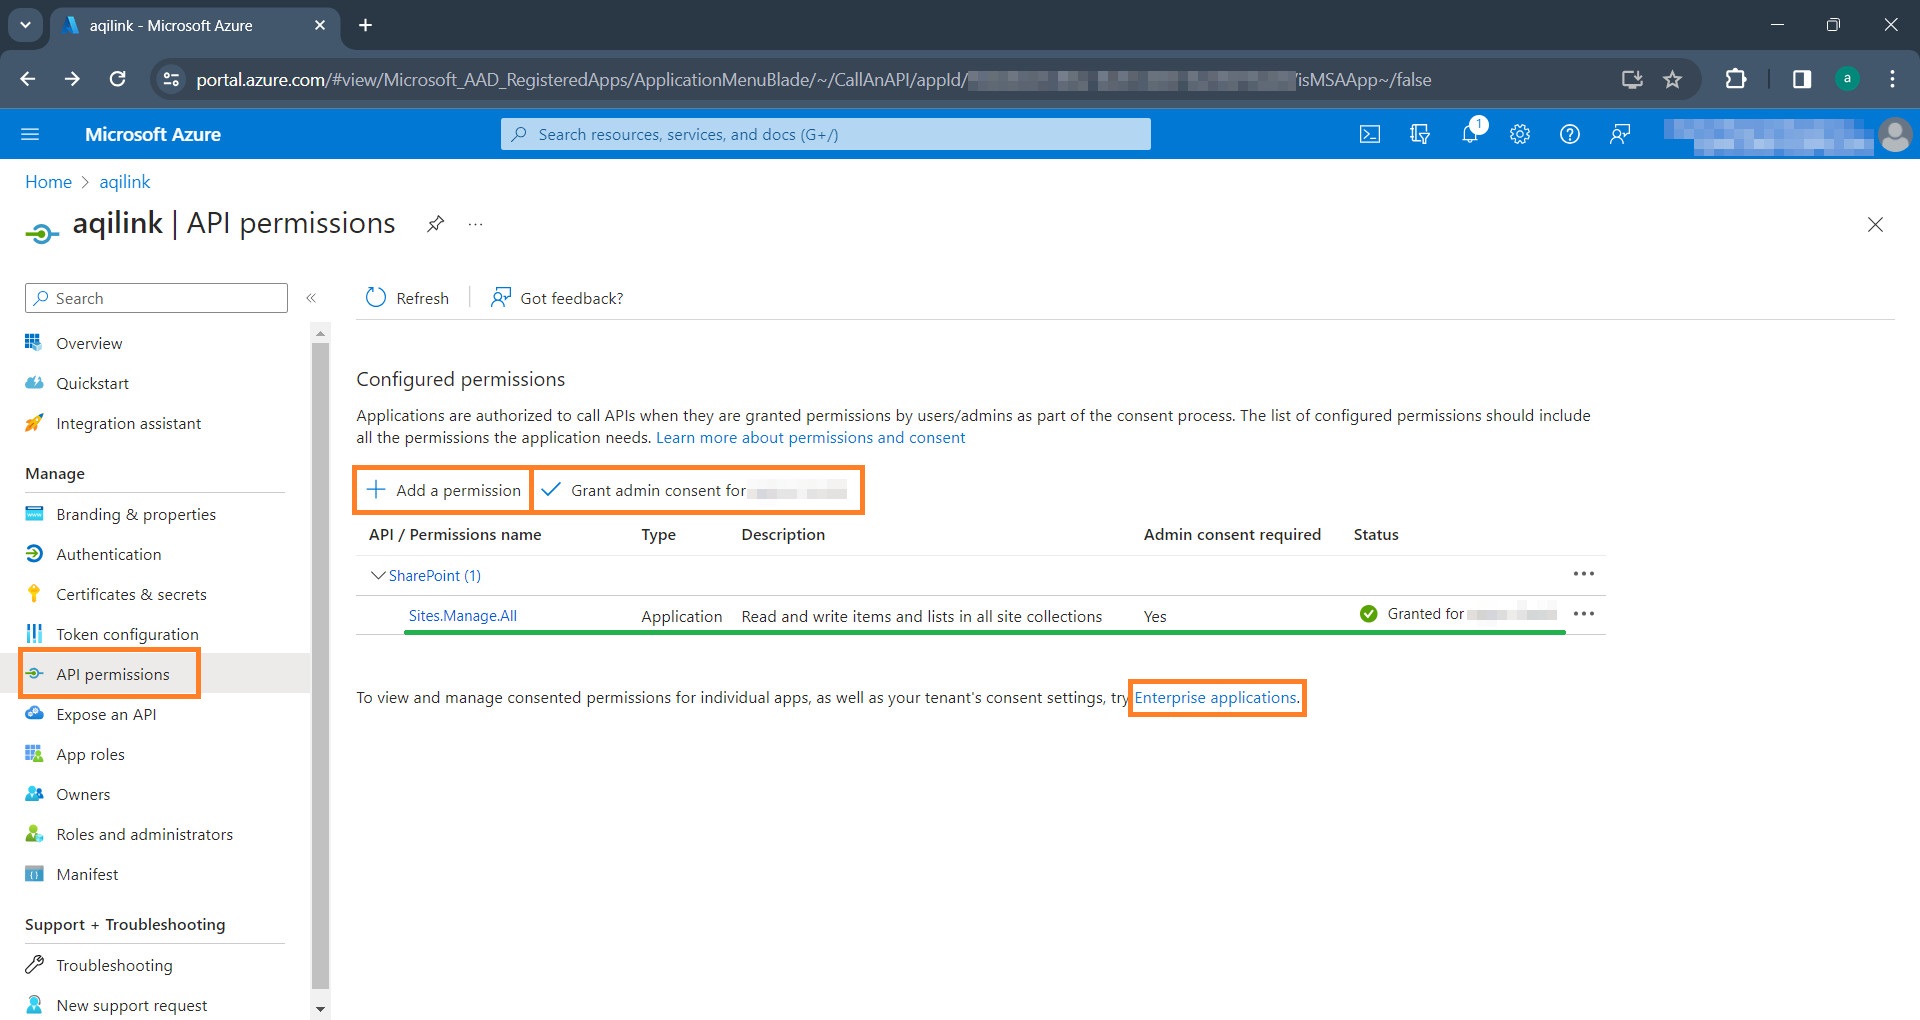 aqilink - Microsoft Azure
portal.azure.com/#view/Microsoft_AAD_RegisteredApps/ApplicationMenuBlade/~/CallAnAPI/appId/ isMSAApp~/false
a
Microsoft Azure
Search resources, services, and docs (G+/)
1
Home > aqilink
aqilink | API permissions
Search
Refresh
Got feedback?
Overview
Quickstart
Integration assistant
Manage
Branding & properties
Authentication
Certificates & secrets
Token configuration
API permissions
Expose an API
App roles
Owners
Roles and administrators
Manifest
Support + Troubleshooting
Troubleshooting
New support request
Configured permissions
Applications are authorized to call APIs when they are granted permissions by users/admins as part of the consent process. The list of configured permissions should include
all the permissions the application needs. Learn more about permissions and consent
Add a permission
Grant admin consent for
API / Permissions name Type Description Admin consent required Status
SharePoint (1)
Sites.Manage.All Application Read and write items and lists in all site collections Yes Granted for
To view and manage consented permissions for individual apps, as well as your tenant's consent settings, try Enterprise applications.